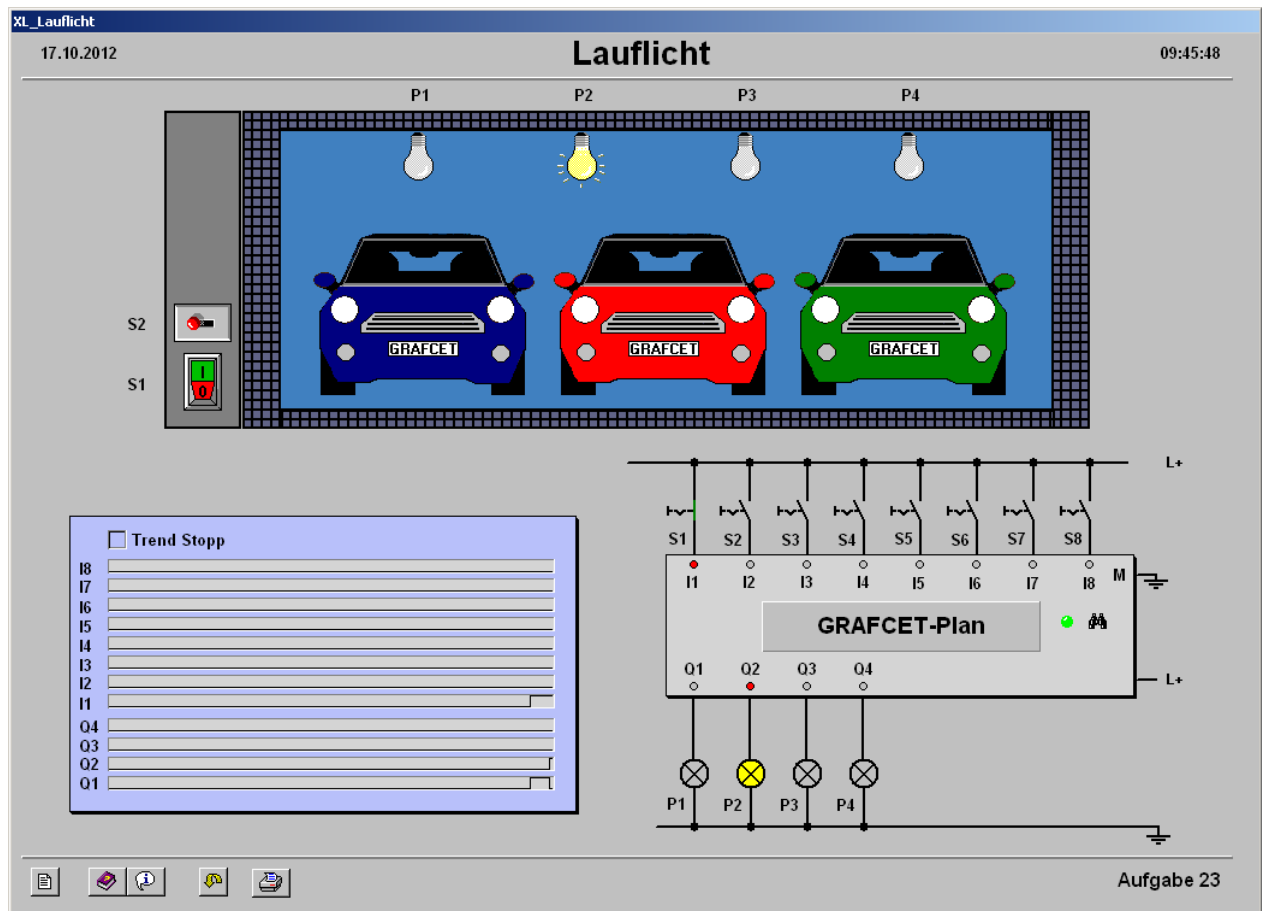 XL_Lauflicht
17.10.2012 Lauflicht 09:45:48
P1 P2 P3 P4
S2
S1
I
0
GRAFCET GRAFCET GRAFCET
L+
S1 S2 S3 S4 S5 S6 S7 S8
I1 I2 I3 I4 I5 I6 I7 I8 M
GRAFCET-Plan
Q1 Q2 Q3 Q4
L+
P1 P2 P3 P4
Trend Stopp
I8
I7
I6
I5
I4
I3
I2
I1
Q4
Q3
Q2
Q1
Aufgabe 23